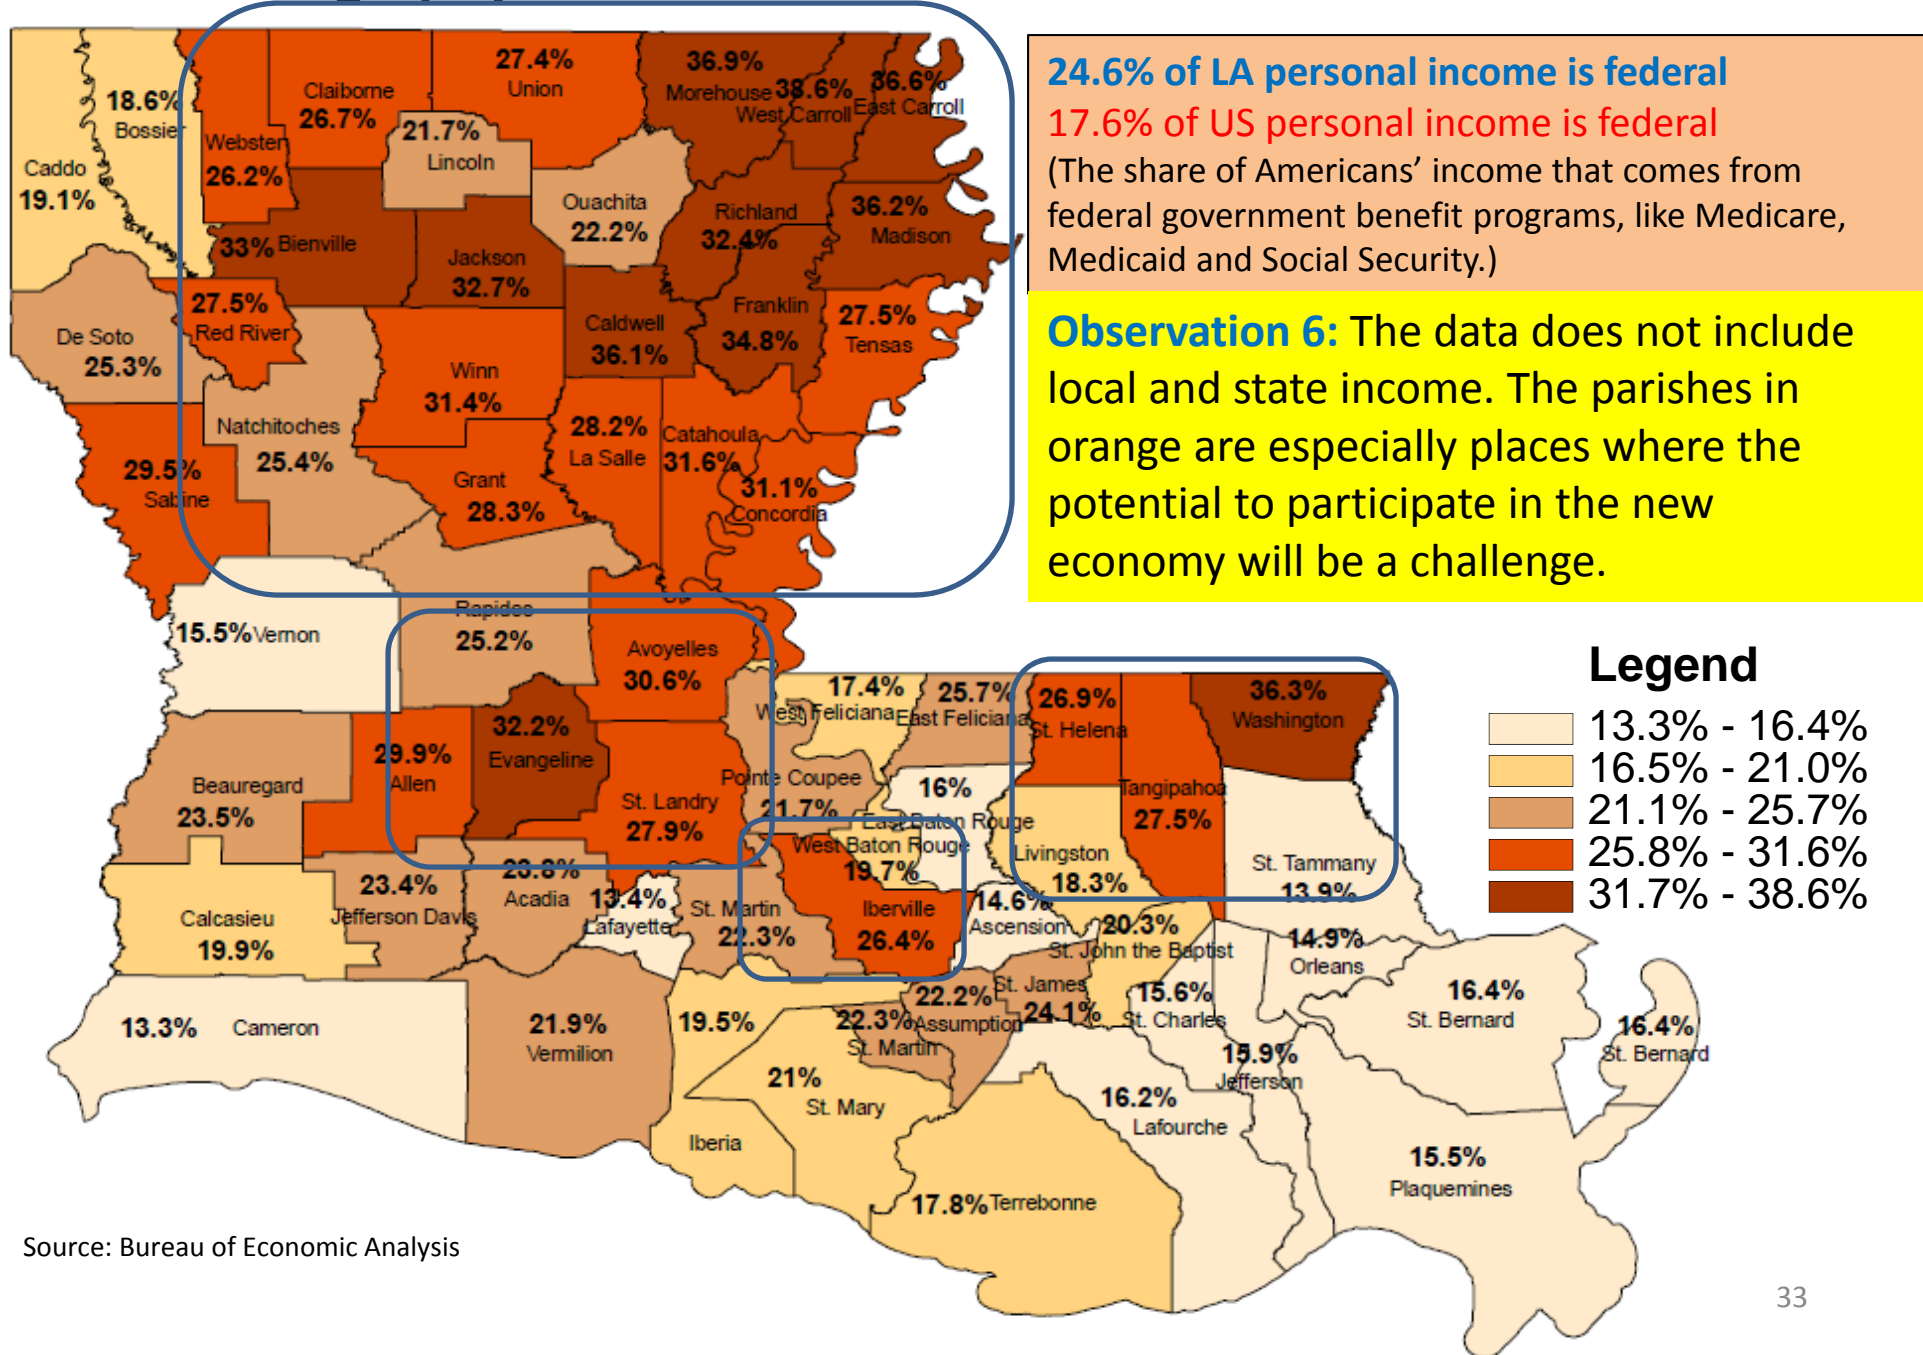 27.4%
Union
36.9%
Morehouse
38.6%
West Carroll
36.6%
East Carroll
18.6%
Bossier
Claiborne
26.7%
Webster
26.2%
21.7%
Lincoln
Caddo
19.1%
Ouachita
22.2%
Richland
32.4%
36.2%
Madison
33% Bienville
Jackson
32.7%
27.5%
Red River
De Soto
25.3%
Caldwell
36.1%
Franklin
34.8%
27.5%
Tensas
Winn
31.4%
Natchitoches
25.4%
28.2%
La Salle
Catahoula
31.6%
29.5%
Sabine
Grant
28.3%
31.1%
Concordia
15.5% Vernon
Rapides
25.2%
Avoyelles
30.6%
17.4%
West Feliciana
25.7%
East Feliciana
26.9%
St. Helena
36.3%
Washington
32.2%
Evangeline
29.9%
Allen
Beauregard
23.5%
St. Landry
27.9%
Pointe Coupee
21.7%
16%
East Baton Rouge
West Baton Rouge
19.7%
Tangipahoa
27.5%
Livingston
18.3%
St. Tammany
13.9%
23.4%
Jefferson Davis
23.8%
Acadia
13.4%
Lafayette
St. Martin
22.3%
Iberville
26.4%
14.6%
Ascension
20.3%
St. John the Baptist
Calcasieu
19.9%
14.9%
Orleans
13.3% Cameron
21.9%
Vermilion
19.5%
22.3%
St. Martin
22.2%
Assumption
St. James
24.1%
15.6%
St. Charles
16.4%
St. Bernard
16.4%
St. Bernard
15.9%
Jefferson
21%
St. Mary
16.2%
Lafourche
Iberia
15.5%
Plaquemines
17.8% Terrebonne
24.6% of LA personal income is federal
17.6% of US personal income is federal
(The share of Americans’ income that comes from
federal government benefit programs, like Medicare,
Medicaid and Social Security.)
Observation 6: The data does not include
local and state income. The parishes in
orange are especially places where the
potential to participate in the new
economy will be a challenge.
Legend
13.3% - 16.4%
16.5% - 21.0%
21.1% - 25.7%
25.8% - 31.6%
31.7% - 38.6%
Source: Bureau of Economic Analysis
33